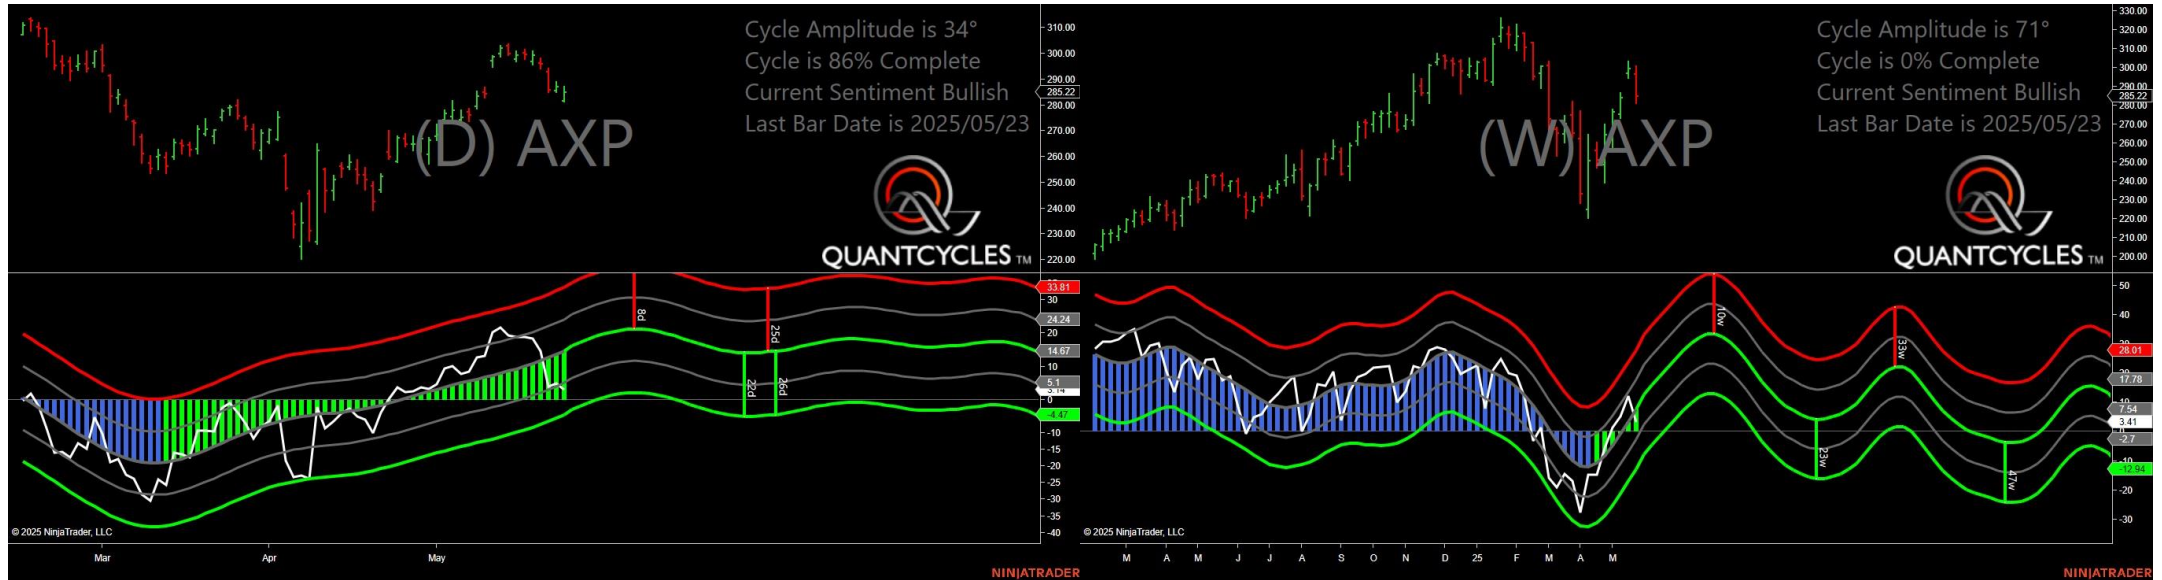 Cycle Amplitude is 34°
Cycle is 86% Complete
Current Sentiment Bullish
Last Bar Date is 2025/05/23
(D) AXP
QUANTCYCLES TM
310.00
300.00
290.00
285.22
280.00
270.00
260.00
250.00
240.00
230.00
220.00
33.81
30
24.24
20
14.67
10
5.1
0
-4.47
-10
-15
-20
-25
-30
-35
-40
8d
25d
22d
26d
© 2025 NinjaTrader, LLC
Mar
Apr
May
NINJATRADER
Cycle Amplitude is 71°
Cycle is 0% Complete
Current Sentiment Bullish
Last Bar Date is 2025/05/23
(W) AXP
QUANTCYCLES TM
330.00
320.00
310.00
300.00
290.00
285.22
280.00
270.00
260.00
250.00
240.00
230.00
220.00
210.00
200.00
50
40
28.01
17.78
7.54
3.41
-2.7
-12.94
-20
-30
10w
33w
23w
47w
© 2025 NinjaTrader, LLC
M
A
M
J
J
A
S
O
N
D
25
F
M
A
M
NINJATRADER